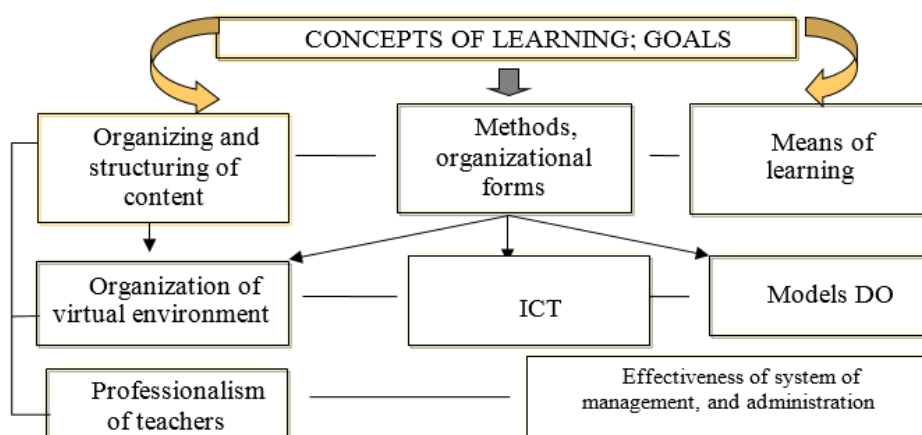 CONCEPTS OF LEARNING; GOALS
Organizing and
structuring of
content
Methods,
organizational
forms
Means of
learning
Organization of
virtual environment
ICT
Models DO
Professionalism
of teachers
Effectiveness of system of
management, and administration